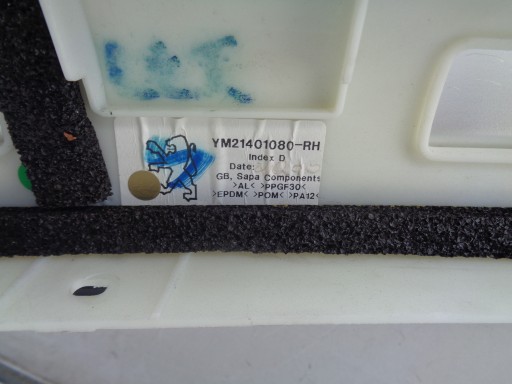 YM21401080-RH
Index D
Date:
GB, Sapa Components
>AL< >PPGF30<
>EPDM< >POM< >PA12<